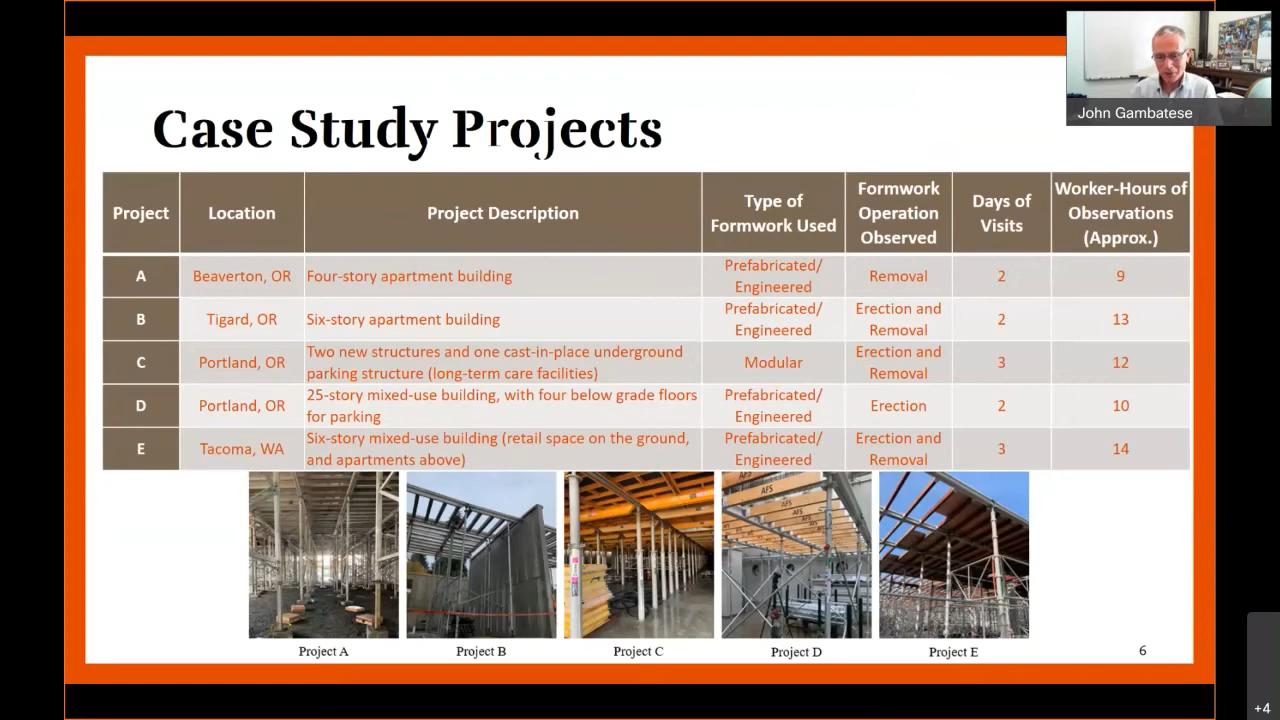 John Gambatese
Case Study Projects
Project
Location
Project Description
Type of
Formwork Used
Formwork
Operation
Observed
Days of
Visits
Worker-Hours of
Observations
(Approx.)
A
Beaverton, OR
Four-story apartment building
Prefabricated/
Engineered
Removal
2
9
B
Tigard, OR
Six-story apartment building
Prefabricated/
Engineered
Erection and
Removal
2
13
C
Portland, OR
Two new structures and one cast-in-place underground
parking structure (long-term care facilities)
Modular
Erection and
Removal
3
12
D
Portland, OR
25-story mixed-use building, with four below grade floors
for parking
Prefabricated/
Engineered
Erection
2
10
E
Tacoma, WA
Six-story mixed-use building (retail space on the ground,
and apartments above)
Prefabricated/
Engineered
Erection and
Removal
3
14
AFS
AFS
AFS
AFS
Project A
Project B
Project C
Project D
Project E
6
+4